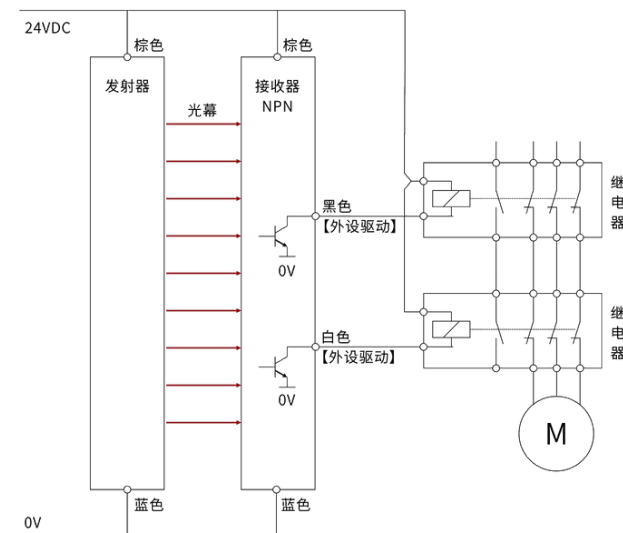 24VDC
棕色
棕色
发射器
接收器
NPN
光幕
黑色
【外设驱动】
0V
继
电
器
白色
【外设驱动】
0V
继
电
器
M
蓝色
蓝色
0V